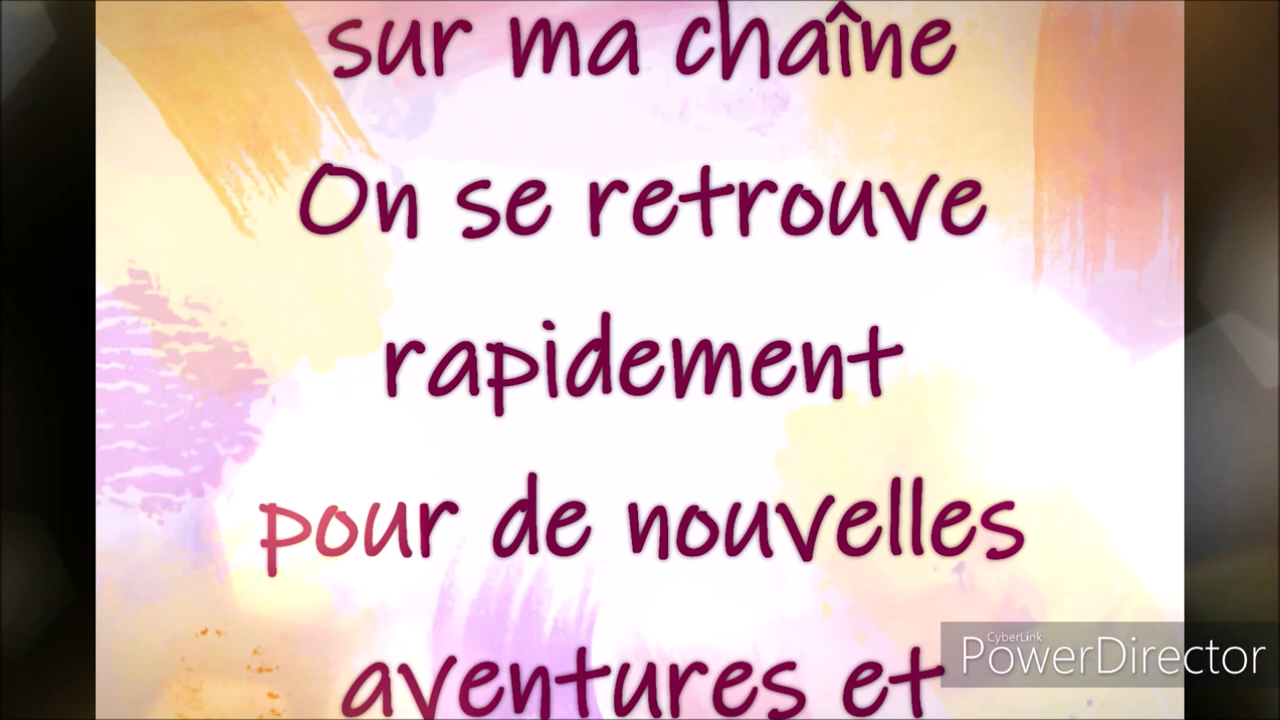 sur ma chaîne
On se retrouve
rapidement
pour de nouvelles
aventures et
CyberLink
PowerDirector